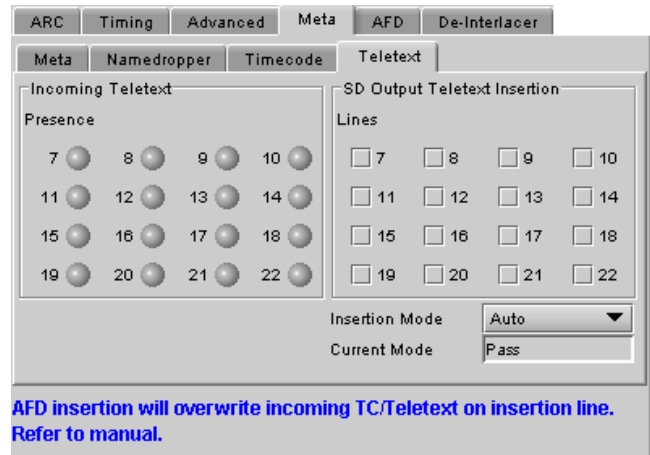 ARC Timing Advanced Meta AFD De-Interlacer
Meta Namedropper Timecode Teletext
Incoming Teletext
Presence
7 8 9 10
11 12 13 14
15 16 17 18
19 20 21 22
SD Output Teletext Insertion
Lines
7 8 9 10
11 12 13 14
15 16 17 18
19 20 21 22
Insertion Mode Auto
Current Mode Pass
AFD insertion will overwrite incoming TC/Teletext on insertion line.
Refer to manual.